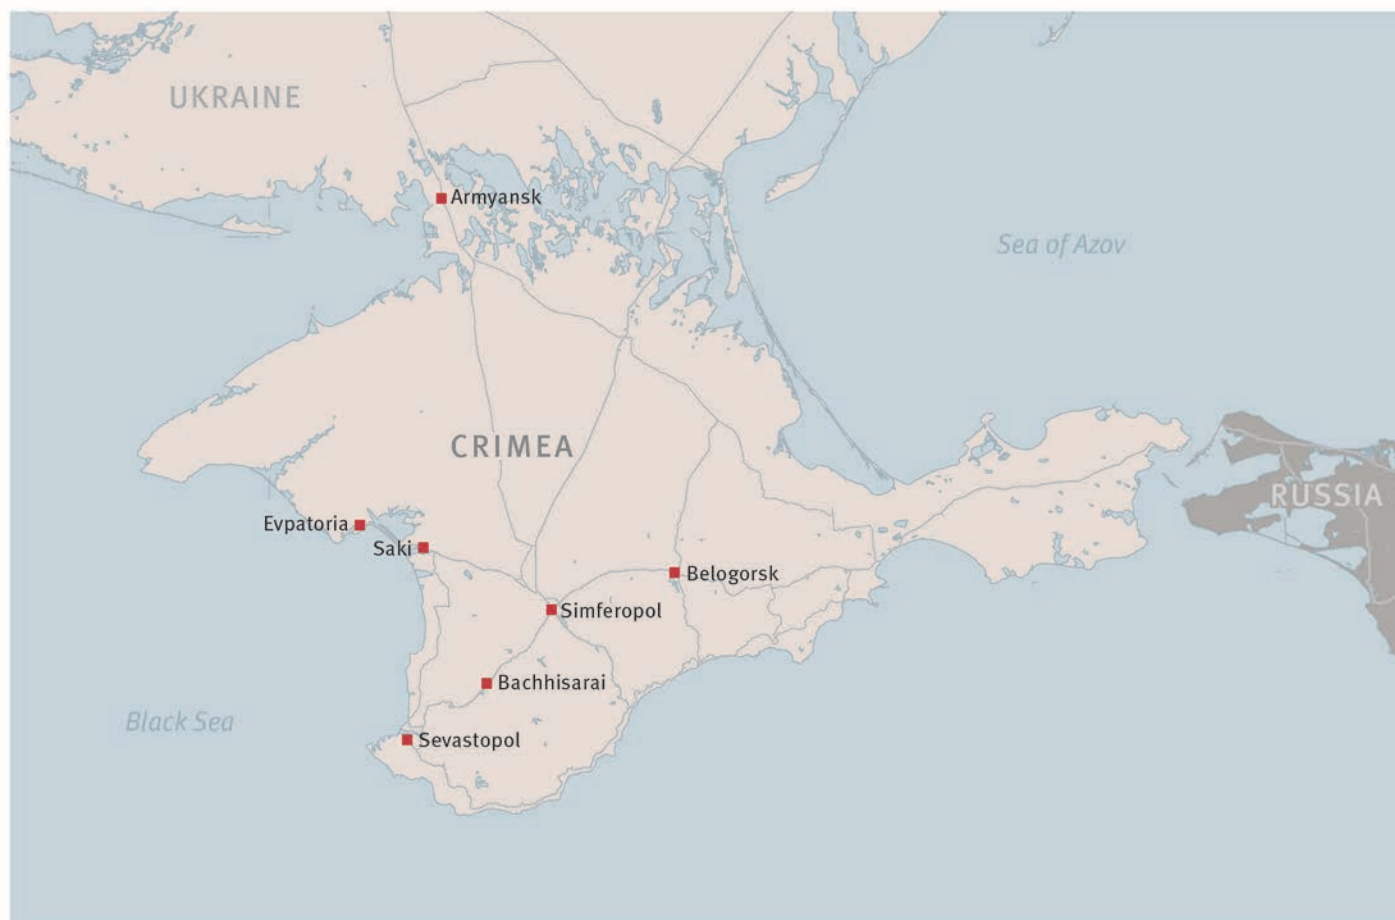 UKRAINE
Armyansk
Sea of Azov
CRIMEA
RUSSIA
Evpatoria
Saki
Belogorsk
Simferopol
Bachhisarai
Black Sea
Sevastopol